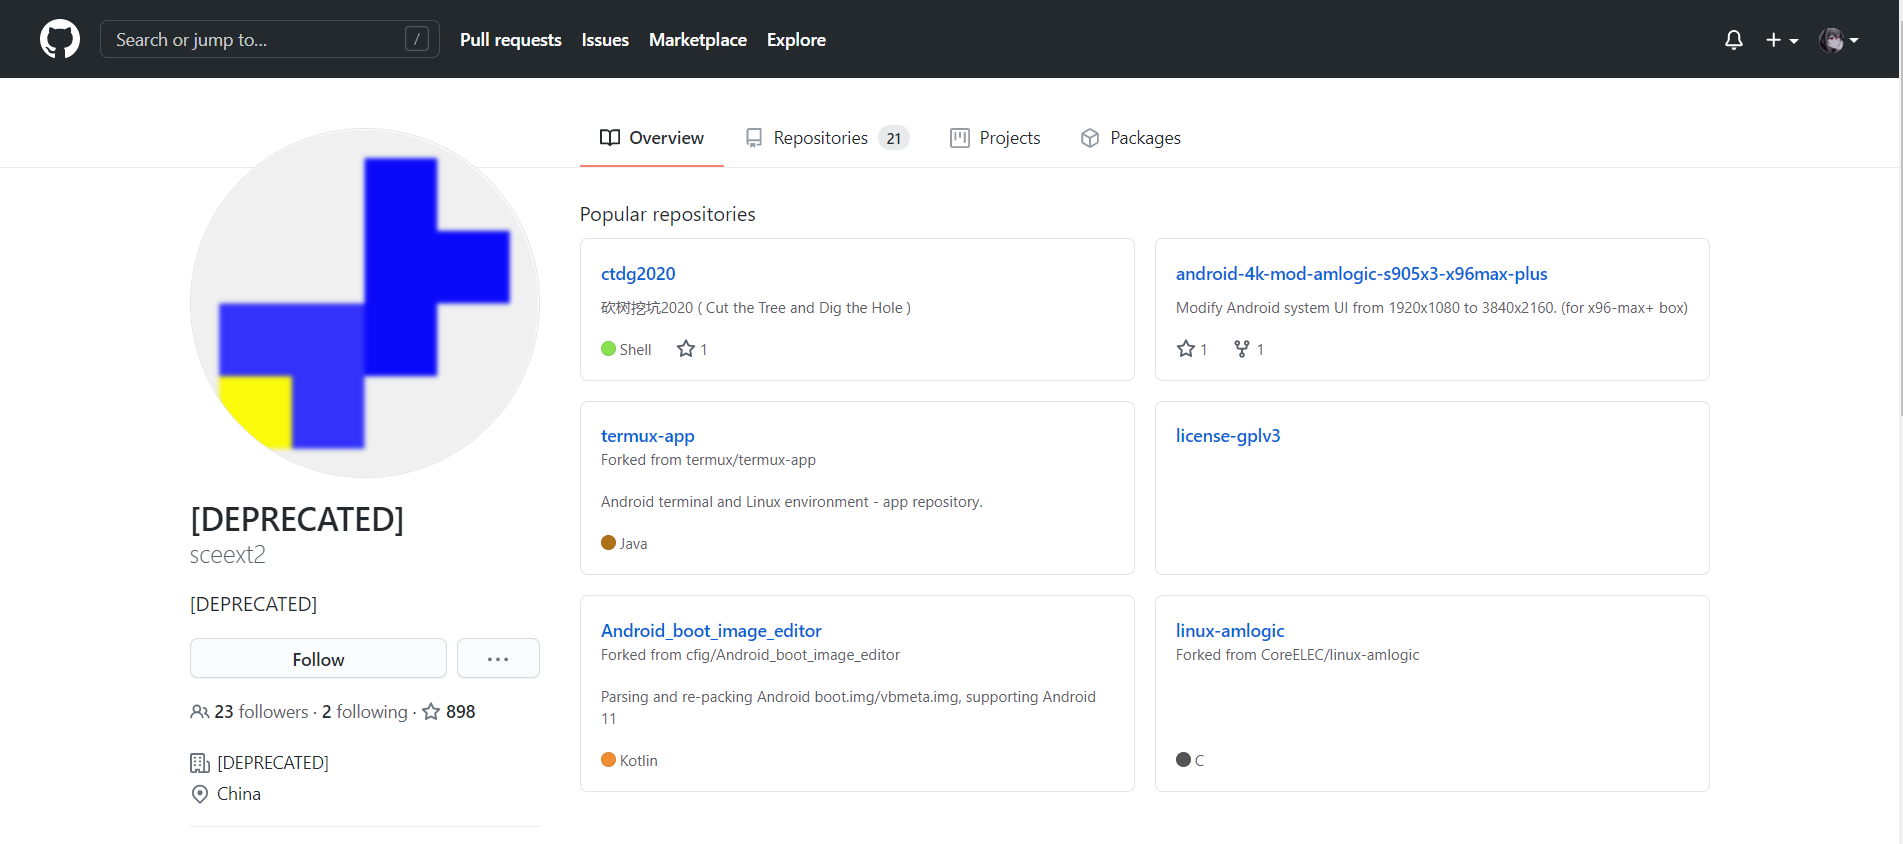 Search or jump to...
/
Pull requests
Issues
Marketplace
Explore
Overview
Repositories 21
Projects
Packages
[DEPRECATED]
sceext2
[DEPRECATED]
Follow
23 followers · 2 following · 898
[DEPRECATED]
China
Popular repositories
ctdg2020
砍树挖坑2020 ( Cut the Tree and Dig the Hole )
Shell 1
android-4k-mod-amlogic-s905x3-x96max-plus
Modify Android system UI from 1920x1080 to 3840x2160. (for x96-max+ box)
1 1
termux-app
Forked from termux/termux-app
Android terminal and Linux environment - app repository.
Java
license-gplv3
Android_boot_image_editor
Forked from cfig/Android_boot_image_editor
Parsing and re-packing Android boot.img/vbmeta.img, supporting Android
11
Kotlin
linux-amlogic
Forked from CoreELEC/linux-amlogic
C